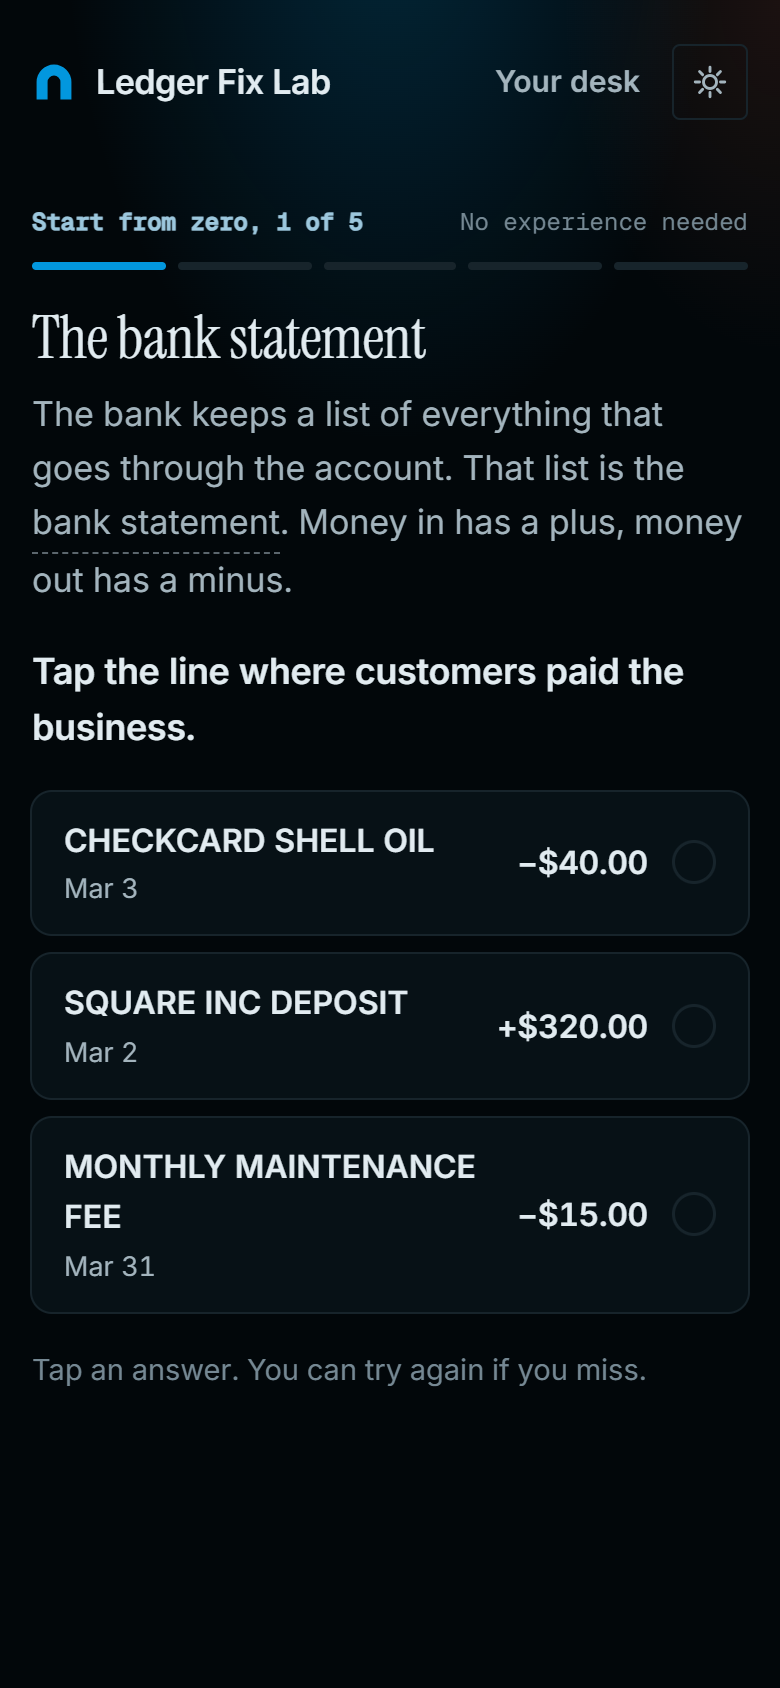 Ledger Fix Lab
Your desk
Start from zero, 1 of 5
No experience needed
The bank statement
The bank keeps a list of everything that
goes through the account. That list is the
bank statement. Money in has a plus, money
out has a minus.
Tap the line where customers paid the
business.
CHECKCARD SHELL OIL
Mar 3
−$40.00
SQUARE INC DEPOSIT
Mar 2
+$320.00
MONTHLY MAINTENANCE
FEE
Mar 31
−$15.00
Tap an answer. You can try again if you miss.